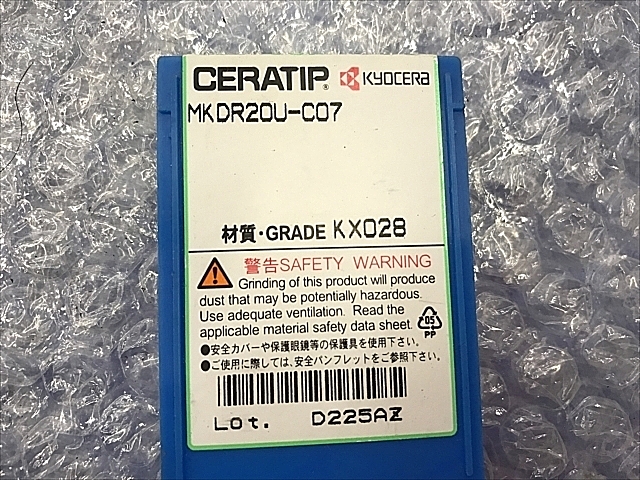 CERATIP® KYOCERA
MKDR20U-C07
材質・GRADE KX028
警告SAFETY WARNING
Grinding of this product will produce
dust that may be potentially hazardous.
Use adequate ventilation. Read the
applicable material safety data sheet.
05
PP
●安全カバーや保護眼鏡等の保護具を使用下さい。
●ご使用に際しては、安全パンフレットをご参照下さい。
Lot. D225AZ